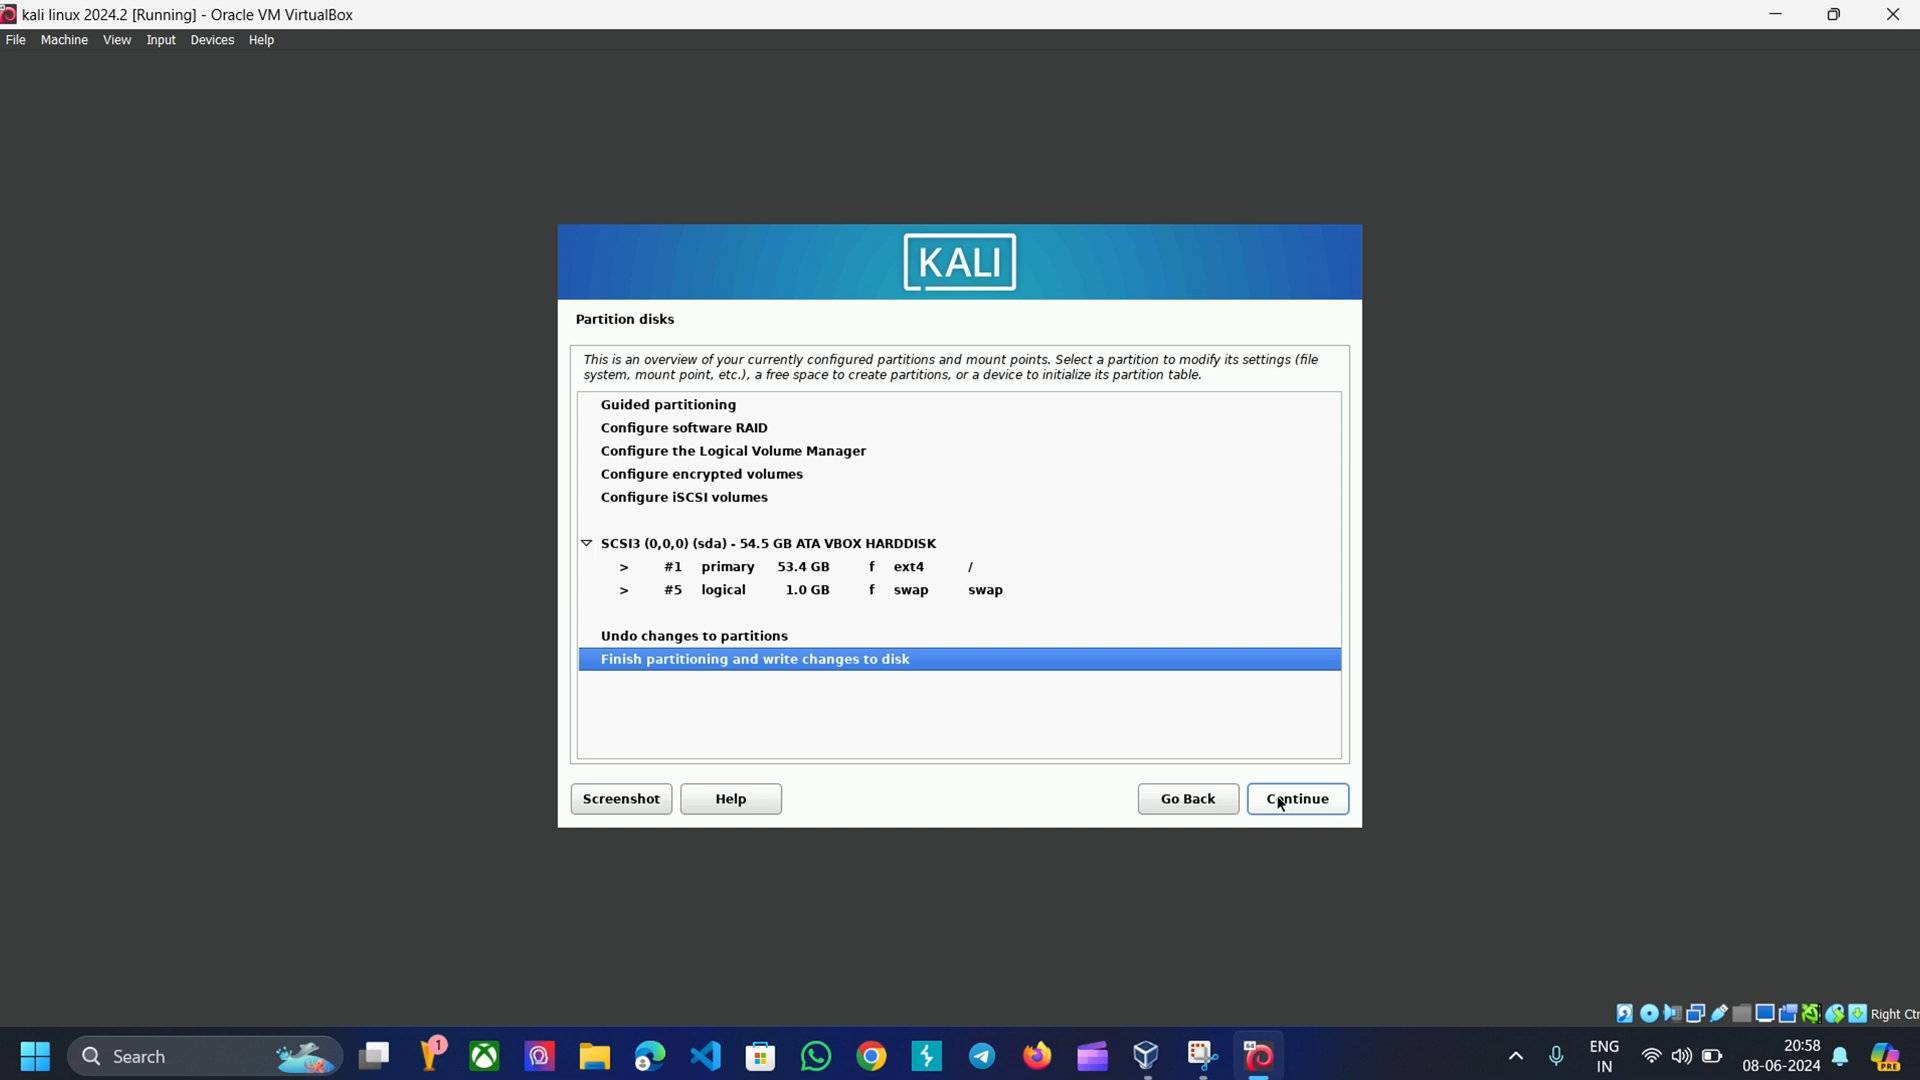 kali linux 2024.2 [Running] - Oracle VM VirtualBox
File Machine View Input Devices Help
KALI
Partition disks
This is an overview of your currently configured partitions and mount points. Select a partition to modify its settings (file
system, mount point, etc.), a free space to create partitions, or a device to initialize its partition table.
Guided partitioning
Configure software RAID
Configure the Logical Volume Manager
Configure encrypted volumes
Configure iSCSI volumes
SCSI3 (0,0,0) (sda) - 54.5 GB ATA VBOX HARDDISK
> #1 primary 53.4 GB f ext4 /
> #5 logical 1.0 GB f swap swap
Undo changes to partitions
Finish partitioning and write changes to disk
Screenshot Help Go Back Continue
Right Ctr
Search 1 ENG 20:58
IN 08-06-2024 PRE